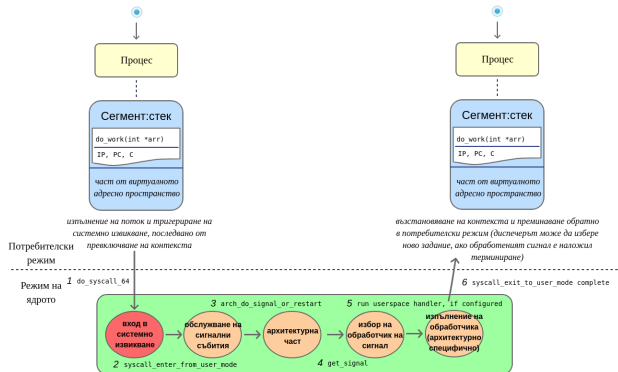 Процес
Сегмент:стек
do_work(int *arr)
IP, PC, C
част от виртуалното
адресно пространство
изпълнение на поток и тригериране на
системно извикване, последвано от
превключване на контекста
Процес
Сегмент:стек
do_work(int *arr)
IP, PC, C
част от виртуалното
адресно пространство
възстановяване на контекста и преминаване обратно
в потребителски режим (диспечерът може да избере
ново задание, ако обработеният сигнал е наложил
терминиране)
Потребителски
режим
Режим на
ядрото
1 do_syscall_64
6 syscall_exit_to_user_mode complete
3 arch_do_signal_or_restart
5 run userspace handler, if configured
вход в
системно
извикване
обслужване на
сигнални
събития
архитектурна
част
избор на
обработчик на
сигнал
изпълнение на
обработчика
(архитектурно
специфично)
2 syscall_enter_from_user_mode
4 get_signal